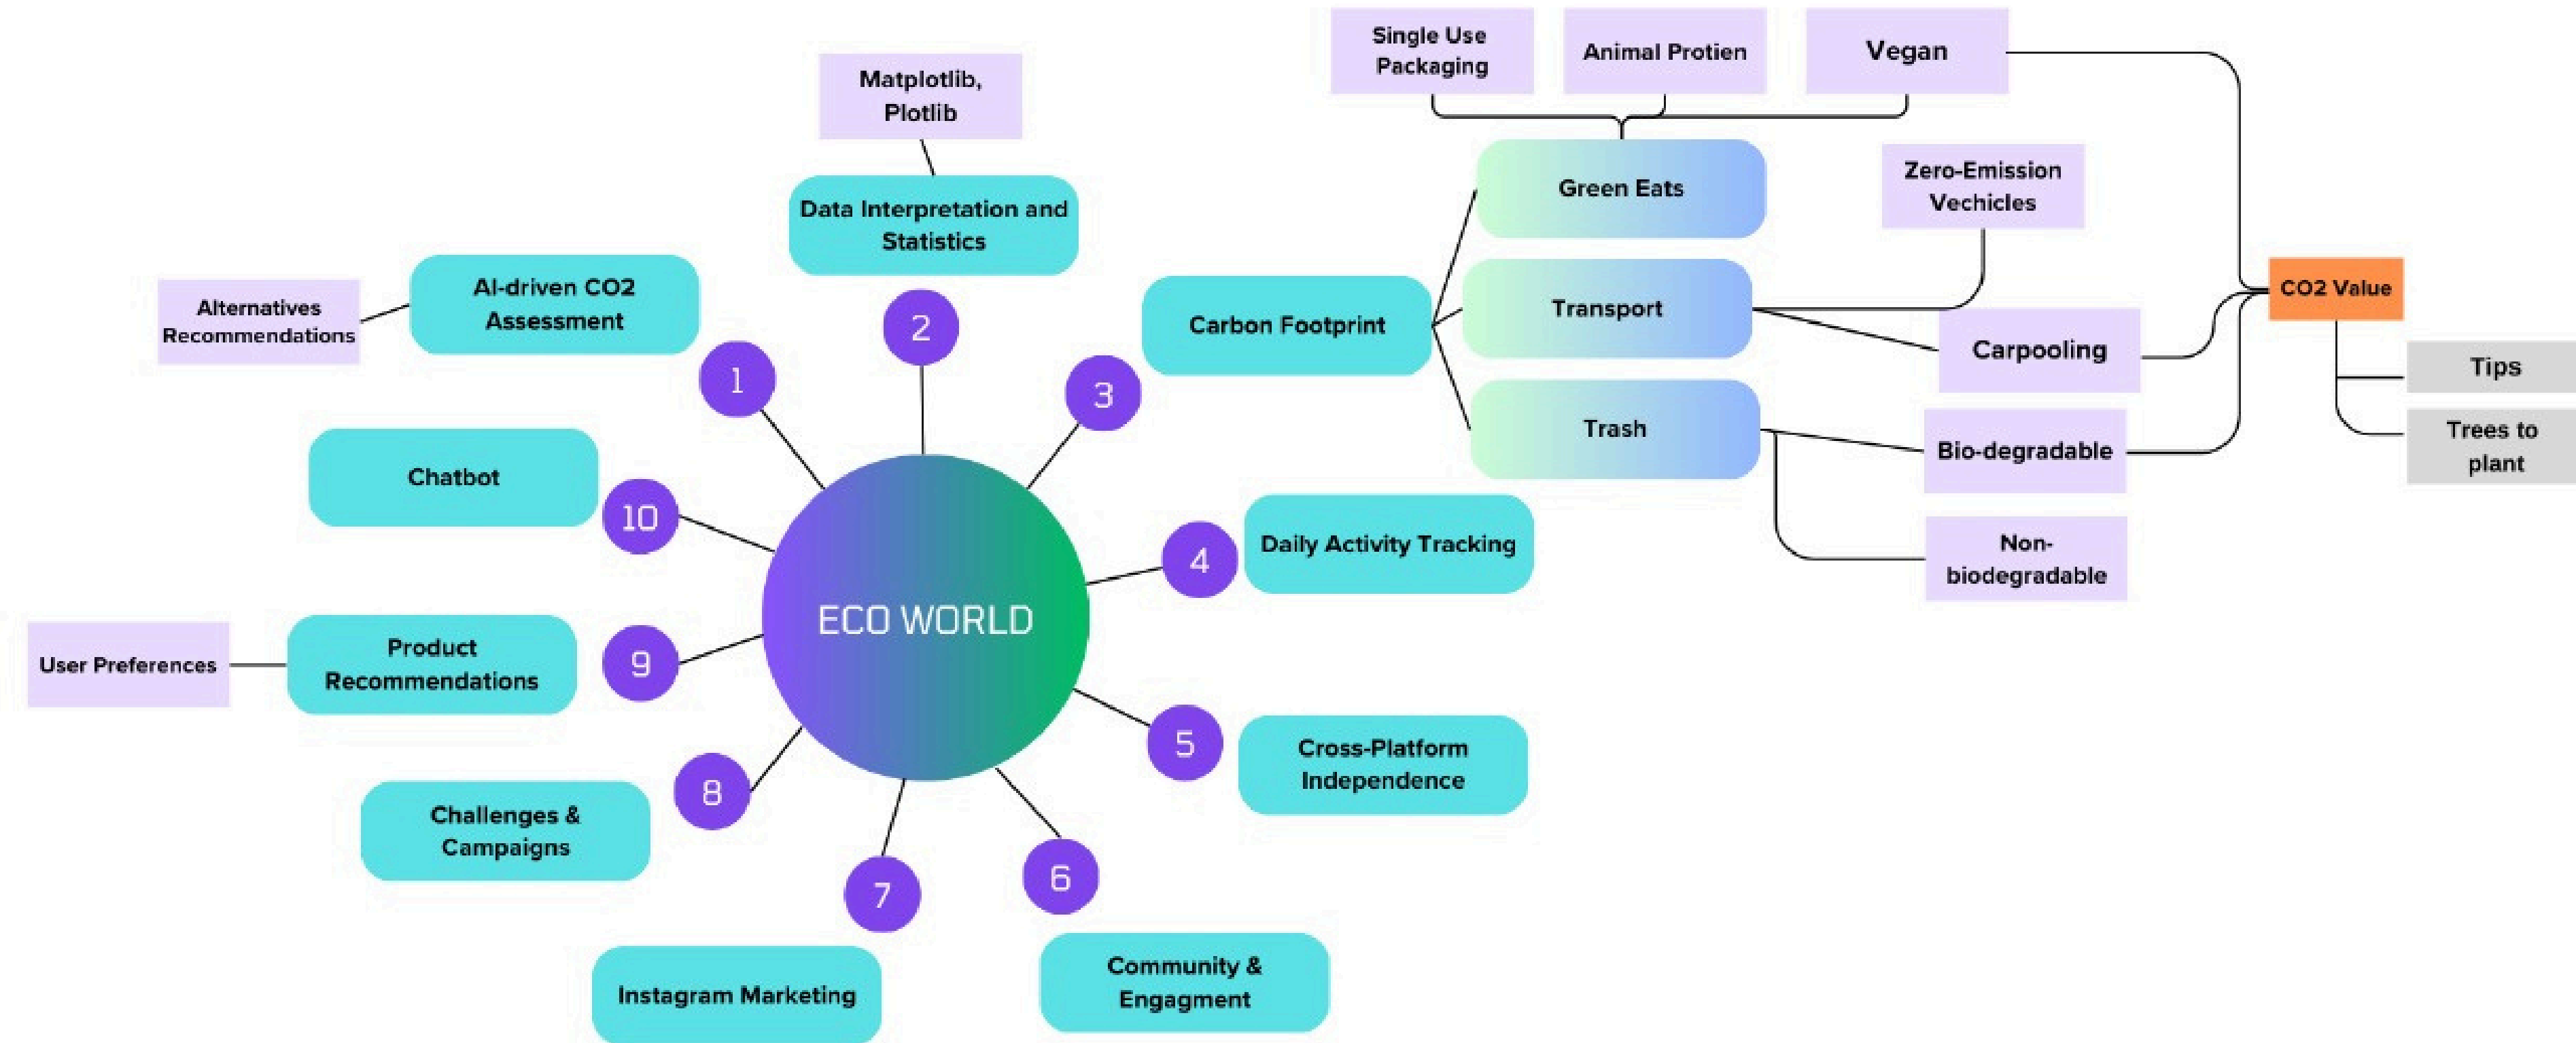 Single Use
Packaging
Animal Protien
Vegan
Matplotlib,
Plotlib
Data Interpretation and
Statistics
Green Eats
Zero-Emission
Vechicles
Alternatives
Recommendations
AI-driven CO2
Assessment
Carbon Footprint
Transport
CO2 Value
Carpooling
Tips
Trash
Bio-degradable
Trees to
plant
Non-
biodegradable
1
2
3
Chatbot
10
4
Daily Activity Tracking
ECO WORLD
User Preferences
Product
Recommendations
9
5
Cross-Platform
Independence
Challenges &
Campaigns
8
7
6
Instagram Marketing
Community &
Engagment